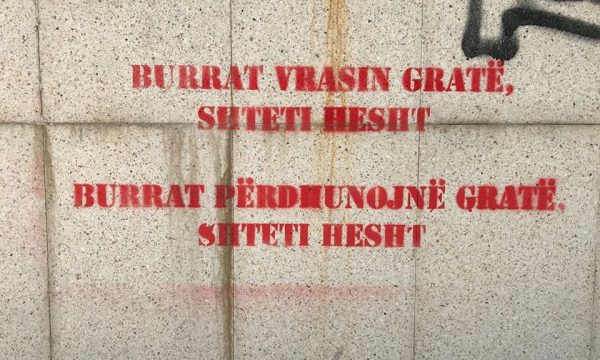 BURRAT VRASIN GRATË,
SHTETI HESHT
BURRAT PËRDHUNOJNË GRATË,
SHTETI HESHT